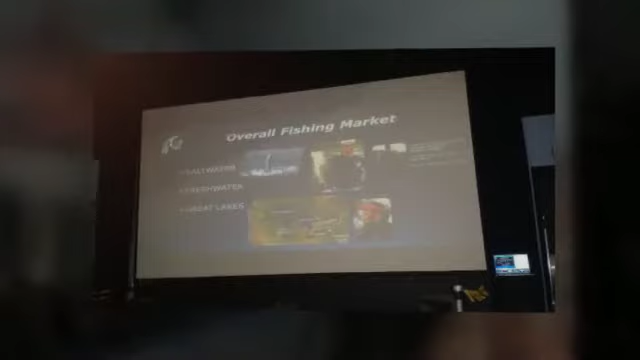 Overall Fishing Market
SALTWATER
FRESHWATER
GREAT LAKES